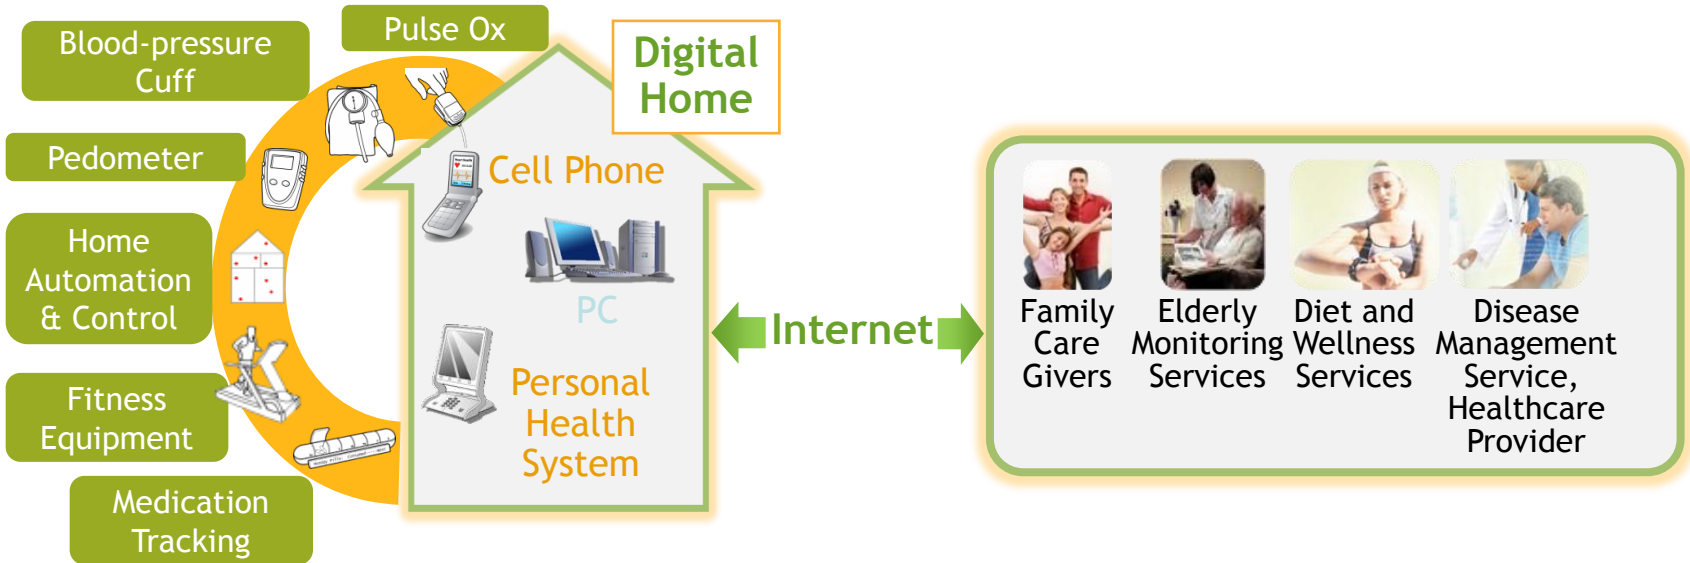 Pulse Ox
Blood-pressure
Cuff
Pedometer
Home
Automation
& Control
Fitness
Equipment
Medication
Tracking
Digital
Home
Cell Phone
PC
Personal
Health
System
Internet
Family
Care
Givers
Elderly
Monitoring
Services
Diet and
Wellness
Services
Disease
Management
Service,
Healthcare
Provider